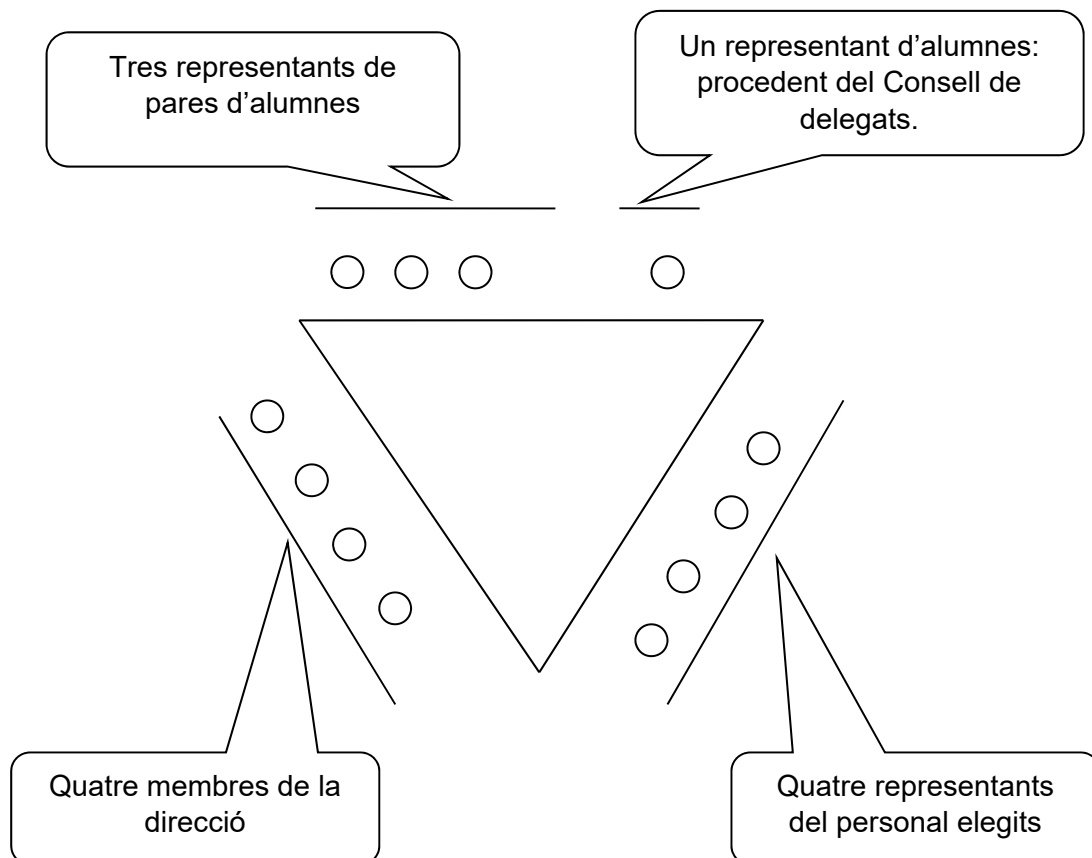 Tres representants de
pares d’alumnes
Un representant d’alumnes:
procedent del Consell de
delegats.
Quatre membres de la
direcció
Quatre representants
del personal elegits